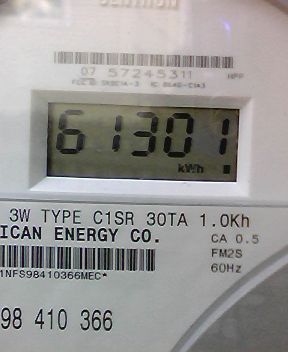 CENTRON
07 57245311
61301
kWh
3W TYPE C1SR 30TA 1.0Kh
ICAN ENERGY CO.
CA 0.5
FM2S
60Hz
1NFS98410366MEC*
98 410 366